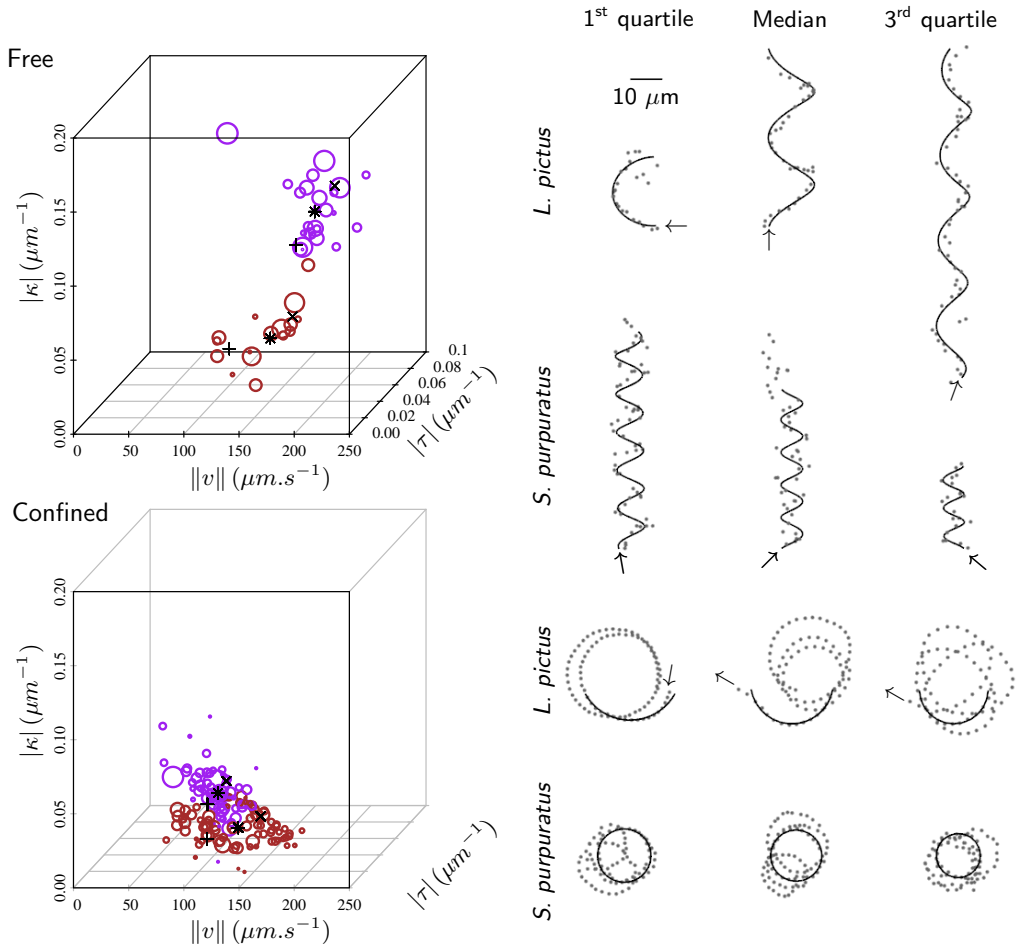 1st quartile Median 3rd quartile
Free
10 μm
L. pictus
|κ| (μm−1)
0.20
0.15
0.10
0.05
0.00
0.1
0.08
0.06
0.04
0.02
0.00
|τ| (μm−1)
0 50 100 150 200 250
‖v‖ (μm.s−1)
S. purpuratus
Confined
|κ| (μm−1)
0.20
0.15
0.10
0.05
0.00
|τ| (μm−1)
0 50 100 150 200 250
‖v‖ (μm.s−1)
L. pictus
S. purpuratus